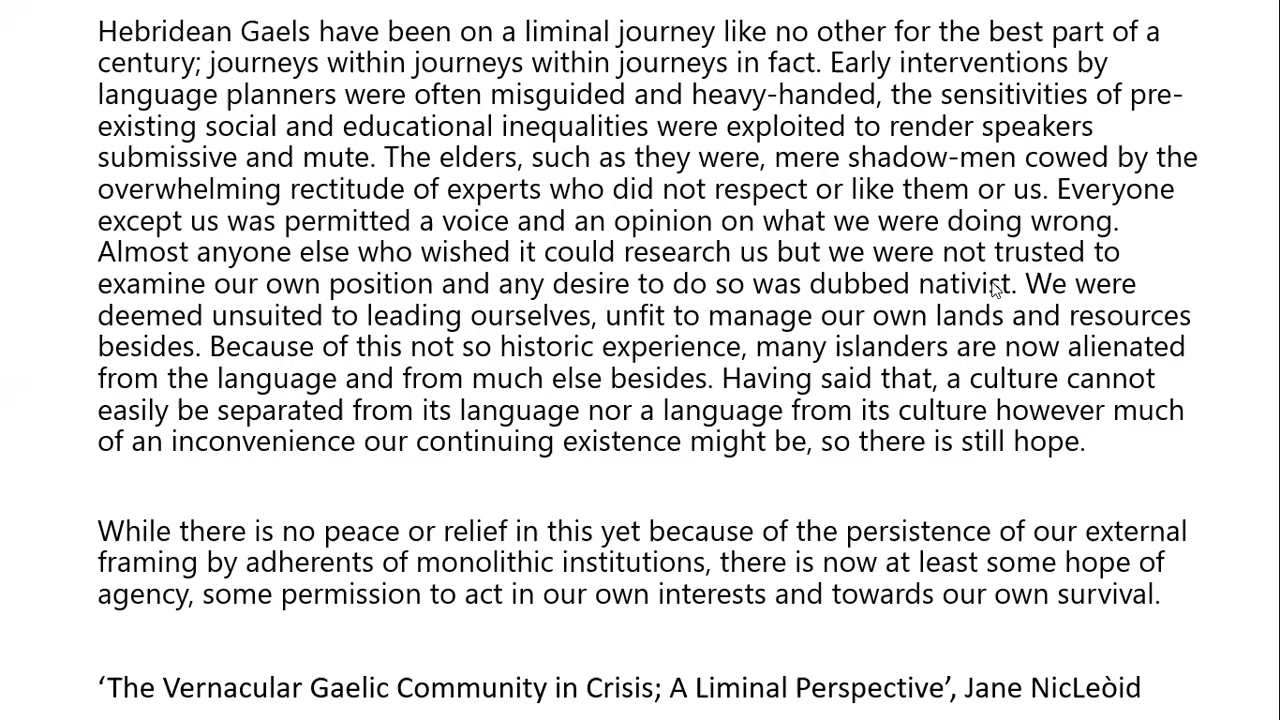 Hebridean Gaels have been on a liminal journey like no other for the best part of a
century; journeys within journeys within journeys in fact. Early interventions by
language planners were often misguided and heavy-handed, the sensitivities of pre-
existing social and educational inequalities were exploited to render speakers
submissive and mute. The elders, such as they were, mere shadow-men cowed by the
overwhelming rectitude of experts who did not respect or like them or us. Everyone
except us was permitted a voice and an opinion on what we were doing wrong.
Almost anyone else who wished it could research us but we were not trusted to
examine our own position and any desire to do so was dubbed nativist. We were
deemed unsuited to leading ourselves, unfit to manage our own lands and resources
besides. Because of this not so historic experience, many islanders are now alienated
from the language and from much else besides. Having said that, a culture cannot
easily be separated from its language nor a language from its culture however much
of an inconvenience our continuing existence might be, so there is still hope.
While there is no peace or relief in this yet because of the persistence of our external
framing by adherents of monolithic institutions, there is now at least some hope of
agency, some permission to act in our own interests and towards our own survival.
‘The Vernacular Gaelic Community in Crisis; A Liminal Perspective’, Jane NicLeòid